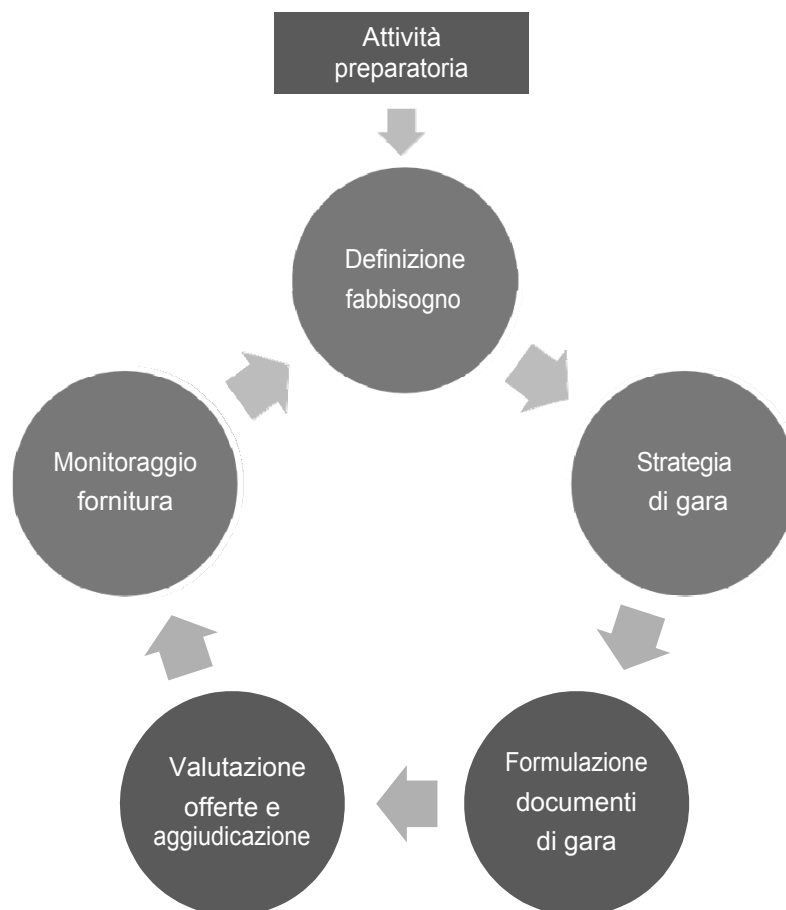 Attività
preparatoria
Definizione
fabbisogno
Strategia
di gara
Formulazione
documenti
di gara
Valutazione
offerte e
aggiudicazione
Monitoraggio
fornitura